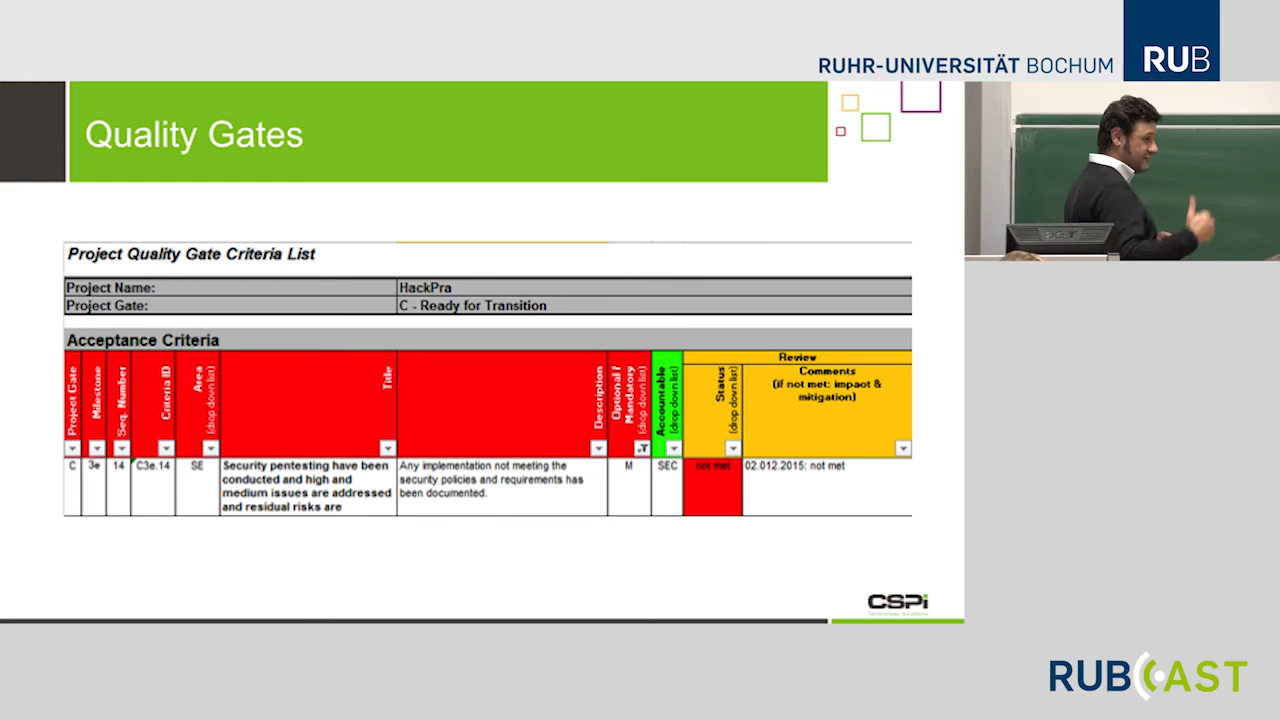 RUHR-UNIVERSITÄT BOCHUM
RUB
Quality Gates
Project Quality Gate Criteria List
Project Name: HackPra
Project Gate: C - Ready for Transition
Acceptance Criteria
Review
Project Gate
Milestone
Seq. Number
Criteria ID
Area
(drop down list)
Title
Description
Optional /
Mandatory
(drop down list)
Accountable
(drop down list)
Status
(drop down list)
Comments
(if not met: impact &
mitigation)
C 3e 14 C3e.14 SE
Security pentesting have been
conducted and high and
medium issues are addressed
and residual risks are
Any implementation not meeting the
security policies and requirements has
been documented.
M SEC not met 02.012.2015: not met
CSPi
RUBCAST